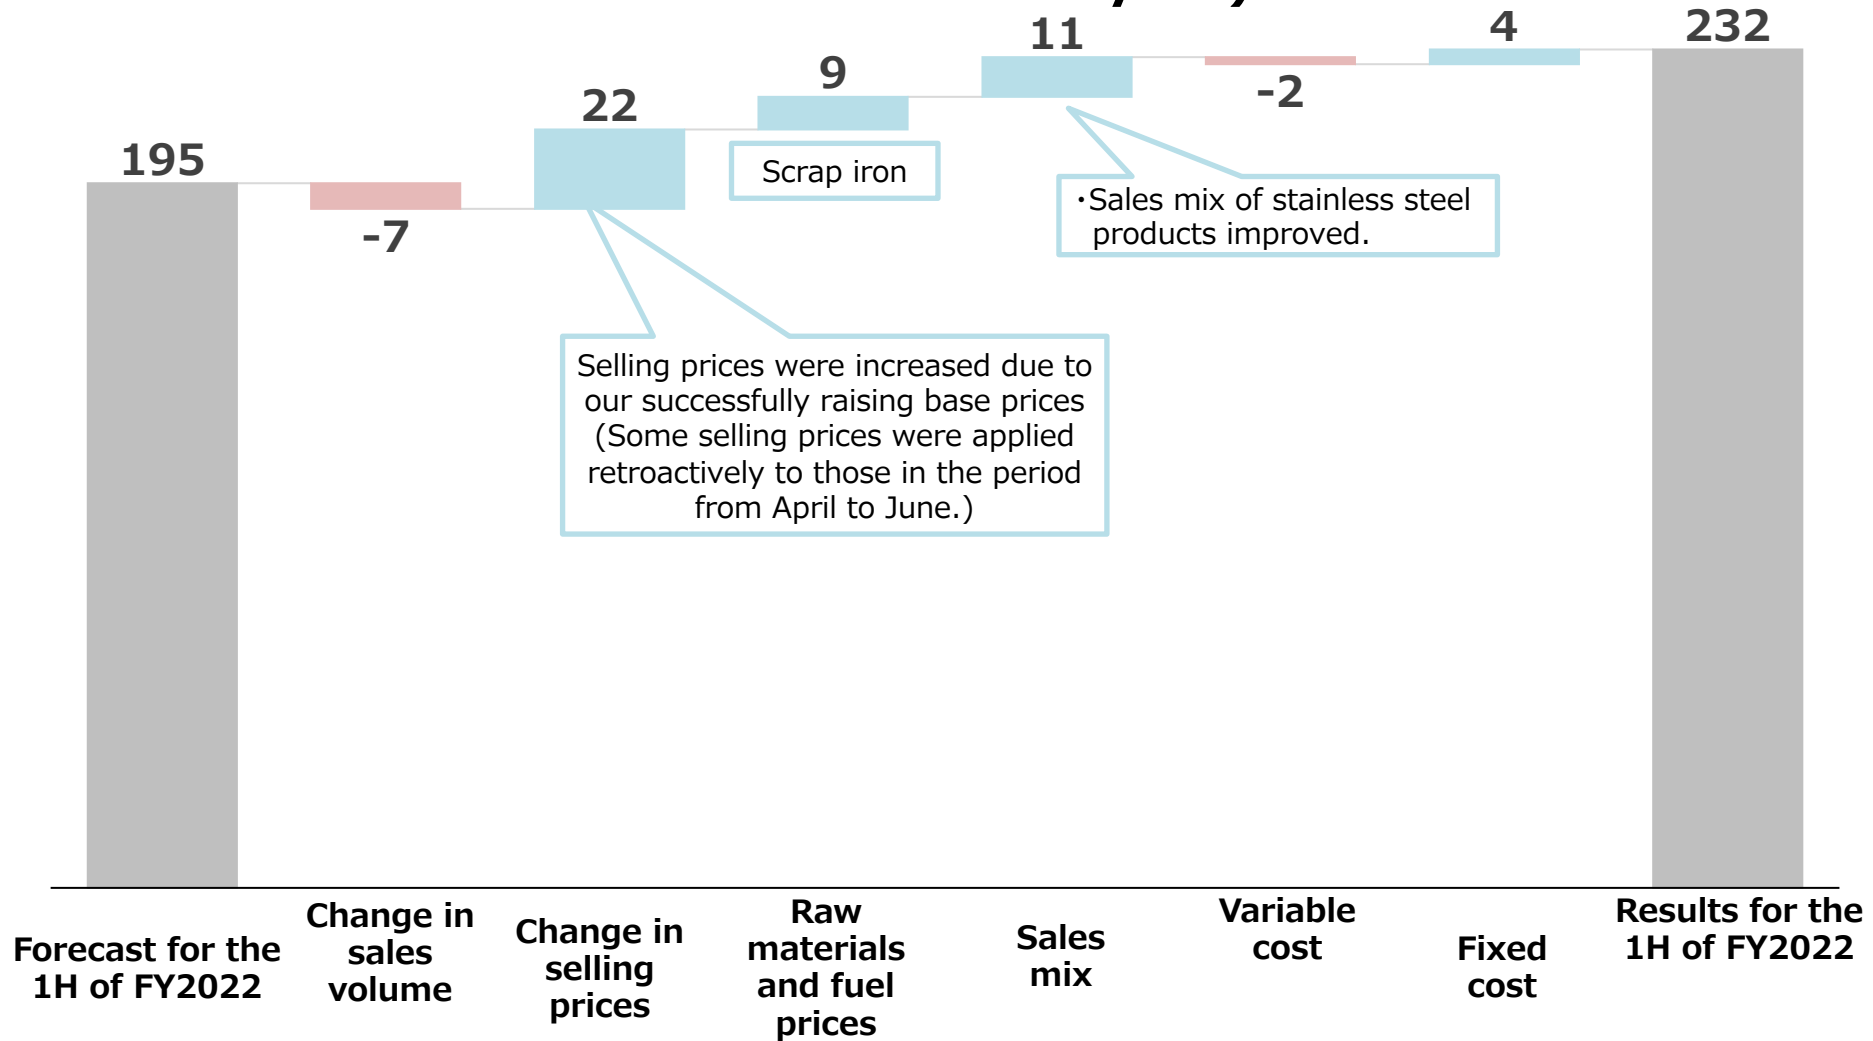 195
-7
22
9
11
-2
4
232
Scrap iron
・Sales mix of stainless steel
products improved.
Selling prices were increased due to
our successfully raising base prices
(Some selling prices were applied
retroactively to those in the period
from April to June.)
Forecast for the
1H of FY2022
Change in
sales
volume
Change in
selling
prices
Raw
materials
and fuel
prices
Sales
mix
Variable
cost
Fixed
cost
Results for the
1H of FY2022